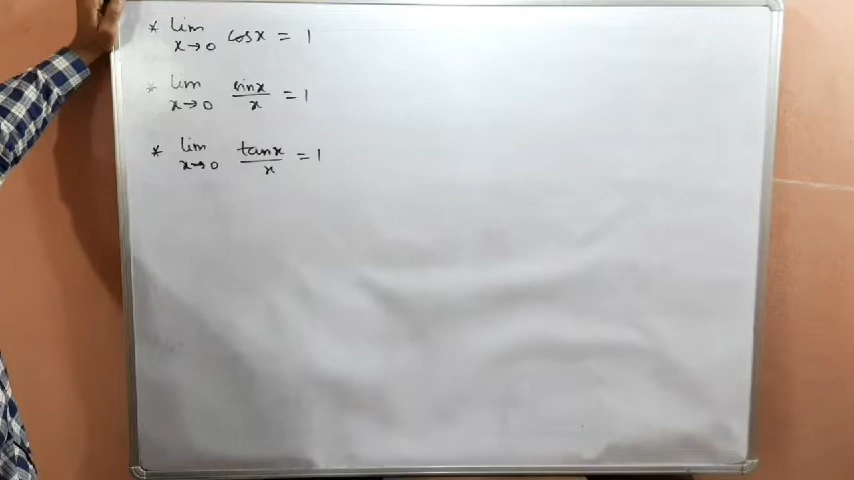 * lim x→0 cosx = 1
* lim x→0 sinx/x = 1
* lim x→0 tanx/x = 1